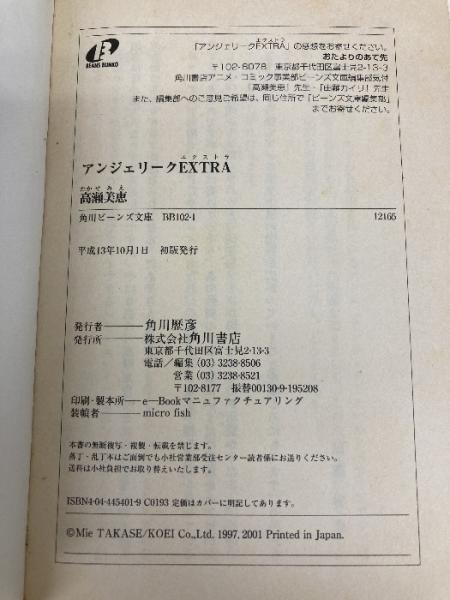 BEANS BUNKO
「アンジェリークEXTRA」の感想をお寄せください。
エクストラ
おたよりのあて先
〒102-8078 東京都千代田区富士見2-13-3
角川書店アニメ・コミック事業部ビーンズ文庫編集部気付
「高瀬美恵」先生・「由羅カイリ」先生
また、編集部へのご意見ご希望は、同じ住所で「ビーンズ文庫編集部」
までお寄せください。
エクストラ
アンジェリークEXTRA
たかせみえ
高瀬美恵
角川ビーンズ文庫 BB102-1
12165
平成13年10月1日 初版発行
発行者――角川歴彦
発行所――株式会社角川書店
東京都千代田区富士見2-13-3
電話/編集 (03) 3238-8506
営業 (03) 3238-8521
〒102-8177 振替00130-9-195208
印刷・製本所――e-Bookマニュファクチュアリング
装幀者――micro fish
本書の無断複写・複製・転載を禁じます。
落丁・乱丁本はご面倒でも小社営業部受注センター読者係にお送りください。
送料は小社負担でお取り替えいたします。
ISBN4-04-445401-9 C0193 定価はカバーに明記してあります。
©Mie TAKASE/KOEI Co.,Ltd. 1997, 2001 Printed in Japan.